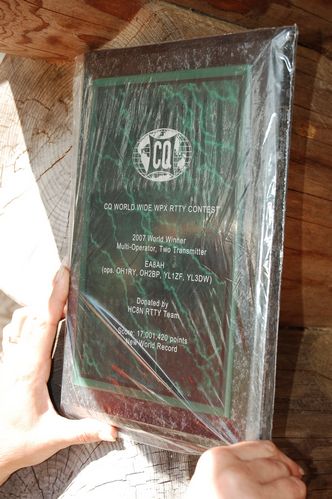 CQ
CQ WORLD WIDE WPX RTTY CONTEST
2007 World Winner
Multi-Operator, Two Transmitter
EA8AH
(ops. OH1RY, OH2BP, YL1ZF, YL3DW)
Donated by
HC8N RTTY Team
Score: 17,001,420 points
New World Record